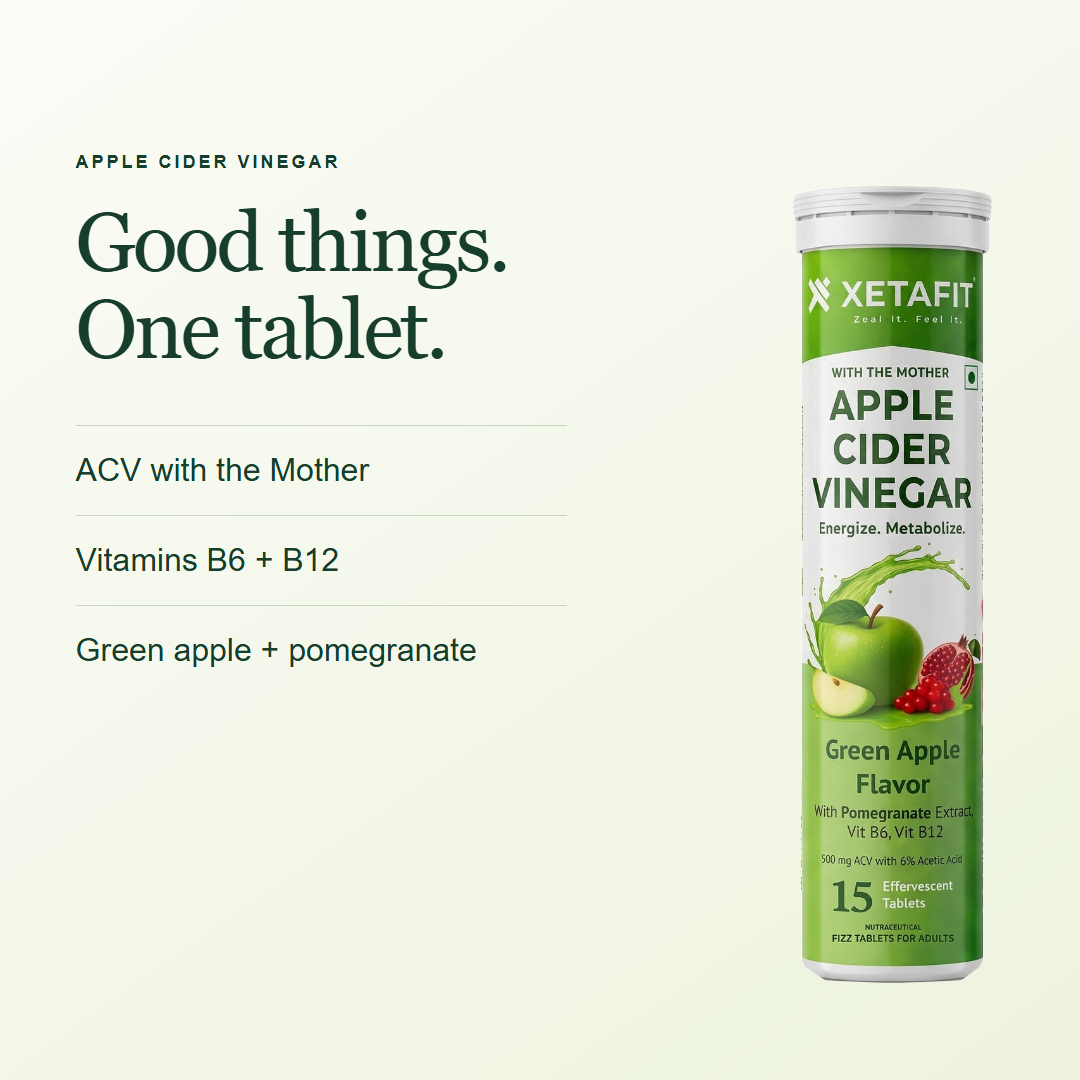 APPLE CIDER VINEGAR
Good things.
One tablet.
ACV with the Mother
Vitamins B6 + B12
Green apple + pomegranate
XETAFIT
Zeal It. Feel It.
WITH THE MOTHER
APPLE
CIDER
VINEGAR
Energize. Metabolize.
Green Apple
Flavor
With Pomegranate Extract,
Vit B6, Vit B12
500 mg ACV with 6% Acetic Acid
15 Effervescent
Tablets
NUTRACEUTICAL
FIZZ TABLETS FOR ADULTS